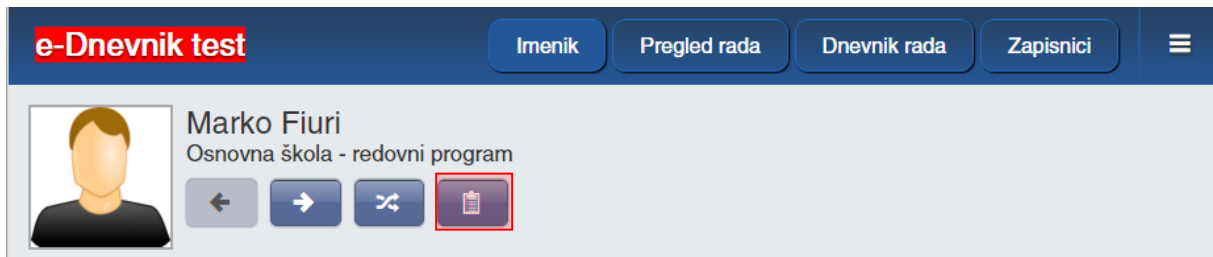 e-Dnevnik test
Imenik
Pregled rada
Dnevnik rada
Zapisnici
Marko Fiuri
Osnovna škola - redovni program